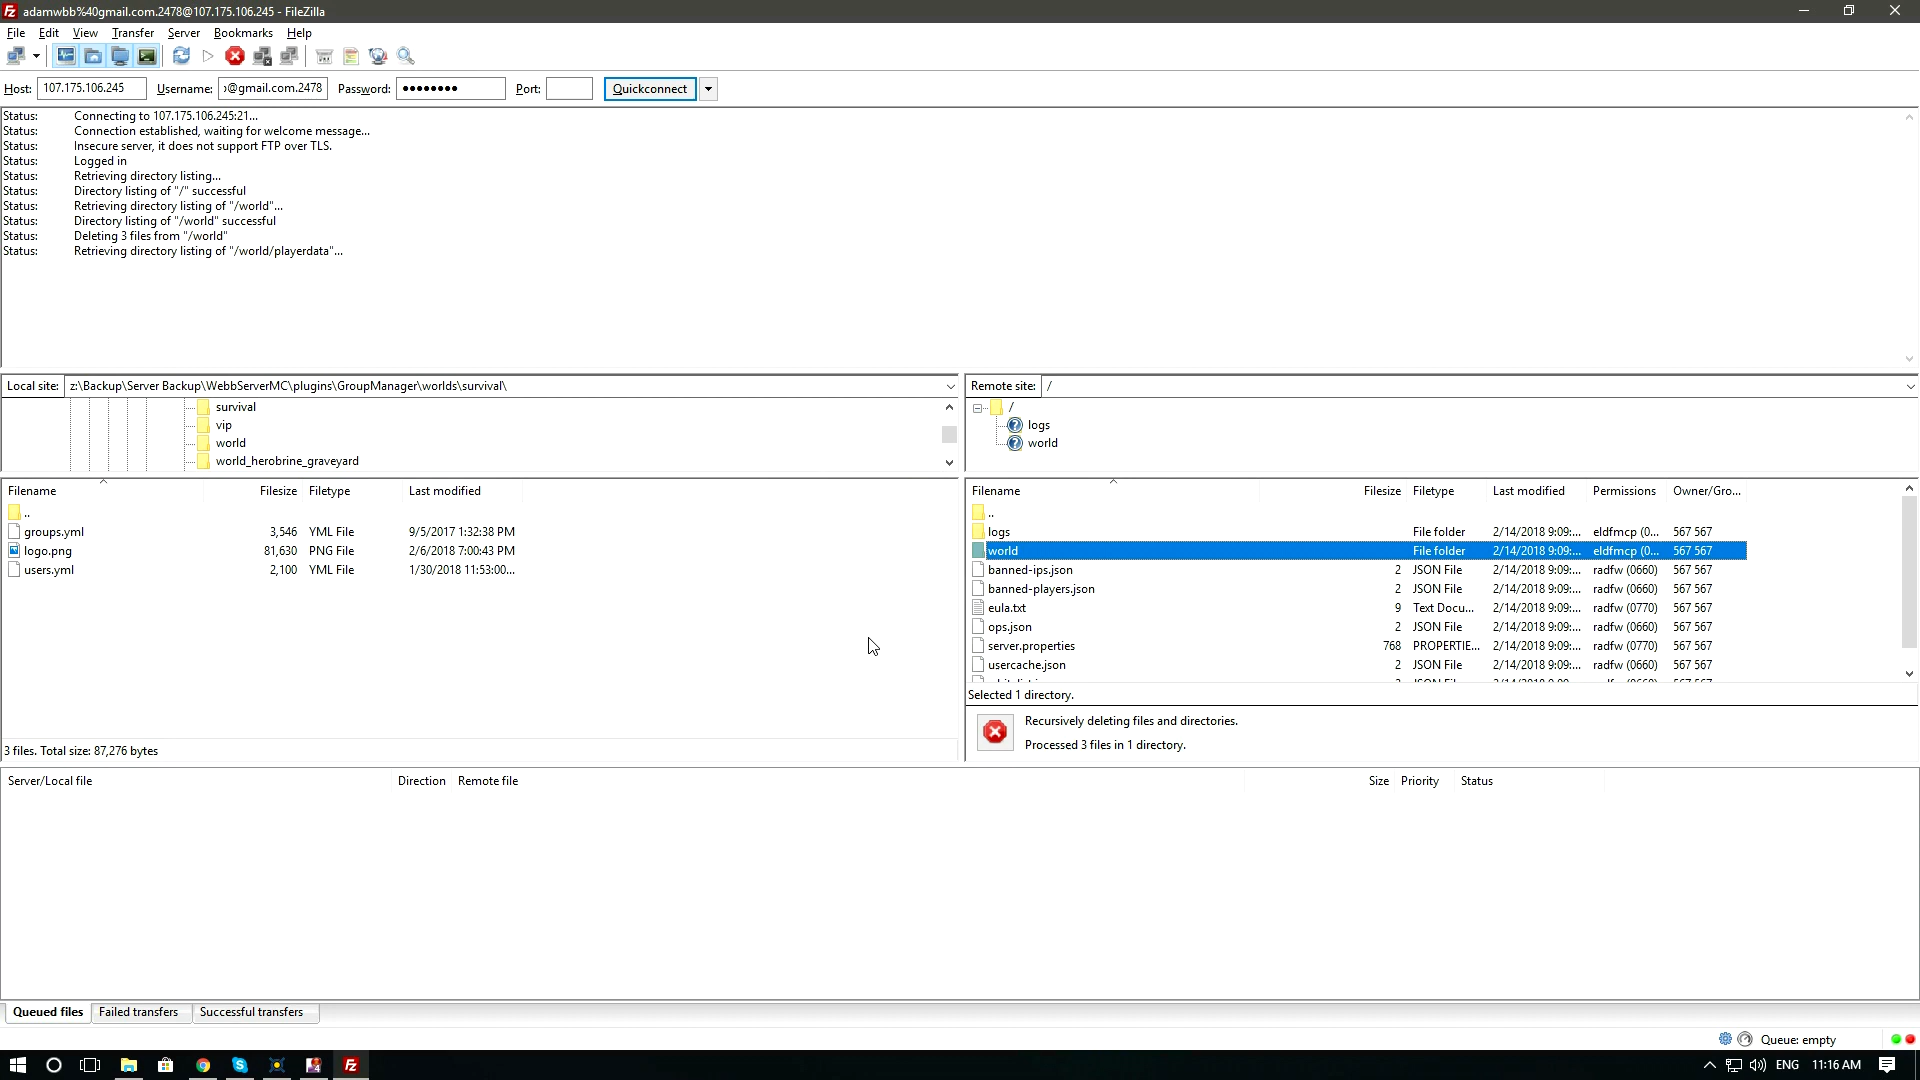 adamwbb%40gmail.com.2478@107.175.106.245 - FileZilla
File Edit View Transfer Server Bookmarks Help
Host: 107.175.106.245 Username: @gmail.com.2478 Password: ●●●●●●●● Port: Quickconnect
Status: Connecting to 107.175.106.245:21...
Status: Connection established, waiting for welcome message...
Status: Insecure server, it does not support FTP over TLS.
Status: Logged in
Status: Retrieving directory listing...
Status: Directory listing of "/" successful
Status: Retrieving directory listing of "/world"...
Status: Directory listing of "/world" successful
Status: Deleting 3 files from "/world"
Status: Retrieving directory listing of "/world/playerdata"...
Local site: z:\Backup\Server Backup\WebbServerMC\plugins\GroupManager\worlds\survival\
survival
vip
world
world_herobrine_graveyard
Filename Filesize Filetype Last modified
..
groups.yml 3,546 YML File 9/5/2017 1:32:38 PM
logo.png 81,630 PNG File 2/6/2018 7:00:43 PM
users.yml 2,100 YML File 1/30/2018 11:53:00...
3 files. Total size: 87,276 bytes
Remote site: /
/
logs
world
Filename Filesize Filetype Last modified Permissions Owner/Gro...
..
logs File folder 2/14/2018 9:09:... eldfmcp (0... 567 567
world File folder 2/14/2018 9:09:... eldfmcp (0... 567 567
banned-ips.json 2 JSON File 2/14/2018 9:09:... radfw (0660) 567 567
banned-players.json 2 JSON File 2/14/2018 9:09:... radfw (0660) 567 567
eula.txt 9 Text Docu... 2/14/2018 9:09:... radfw (0770) 567 567
ops.json 2 JSON File 2/14/2018 9:09:... radfw (0660) 567 567
server.properties 768 PROPERTIE... 2/14/2018 9:09:... radfw (0770) 567 567
usercache.json 2 JSON File 2/14/2018 9:09:... radfw (0660) 567 567
Selected 1 directory.
Recursively deleting files and directories.
Processed 3 files in 1 directory.
Server/Local file Direction Remote file Size Priority Status
Queued files Failed transfers Successful transfers
Queue: empty
ENG 11:16 AM